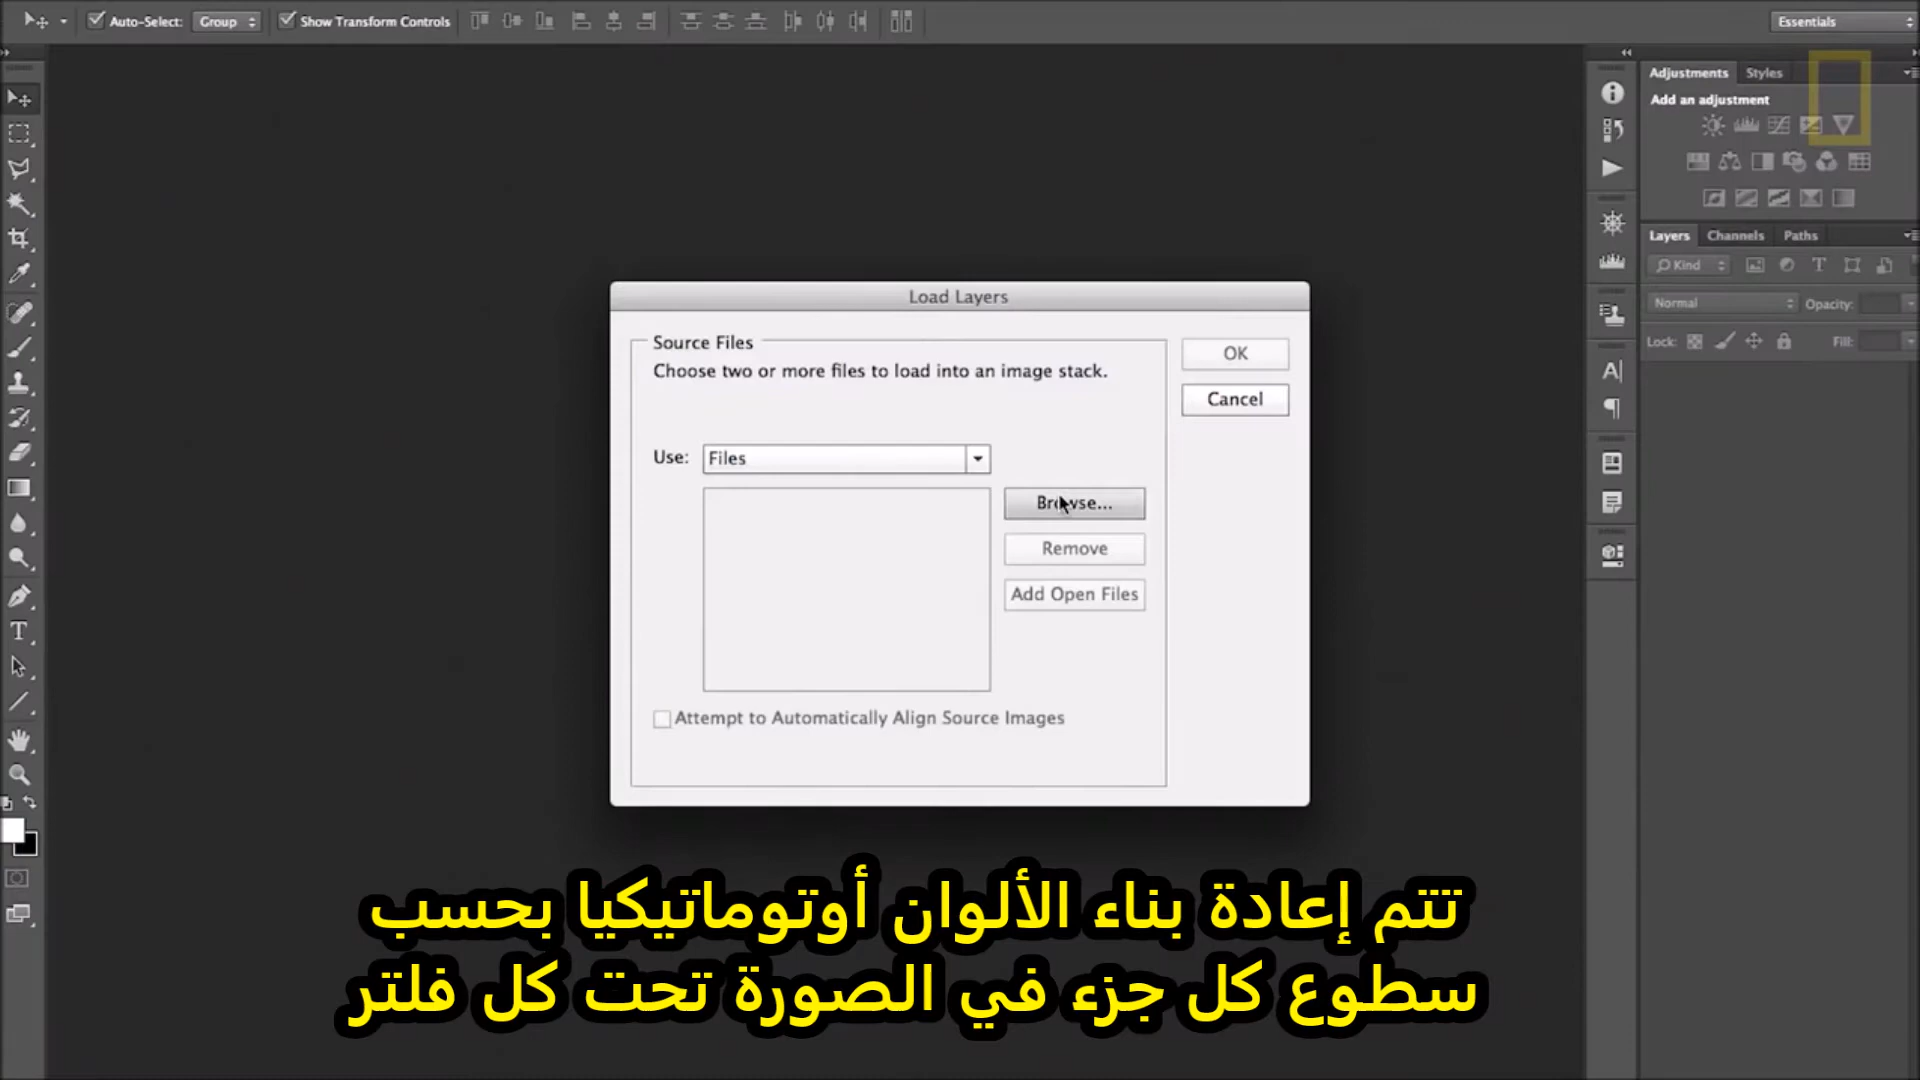 Auto-Select:
Group
Show Transform Controls
Essentials
Adjustments
Styles
Add an adjustment
Layers
Channels
Paths
Kind
Normal
Opacity:
Lock:
Fill:
Load Layers
Source Files
Choose two or more files to load into an image stack.
OK
Cancel
Use:
Files
Browse...
Remove
Add Open Files
Attempt to Automatically Align Source Images
تتم إعادة بناء الألوان أوتوماتيكيا بحسب
سطوع كل جزء في الصورة تحت كل فلتر